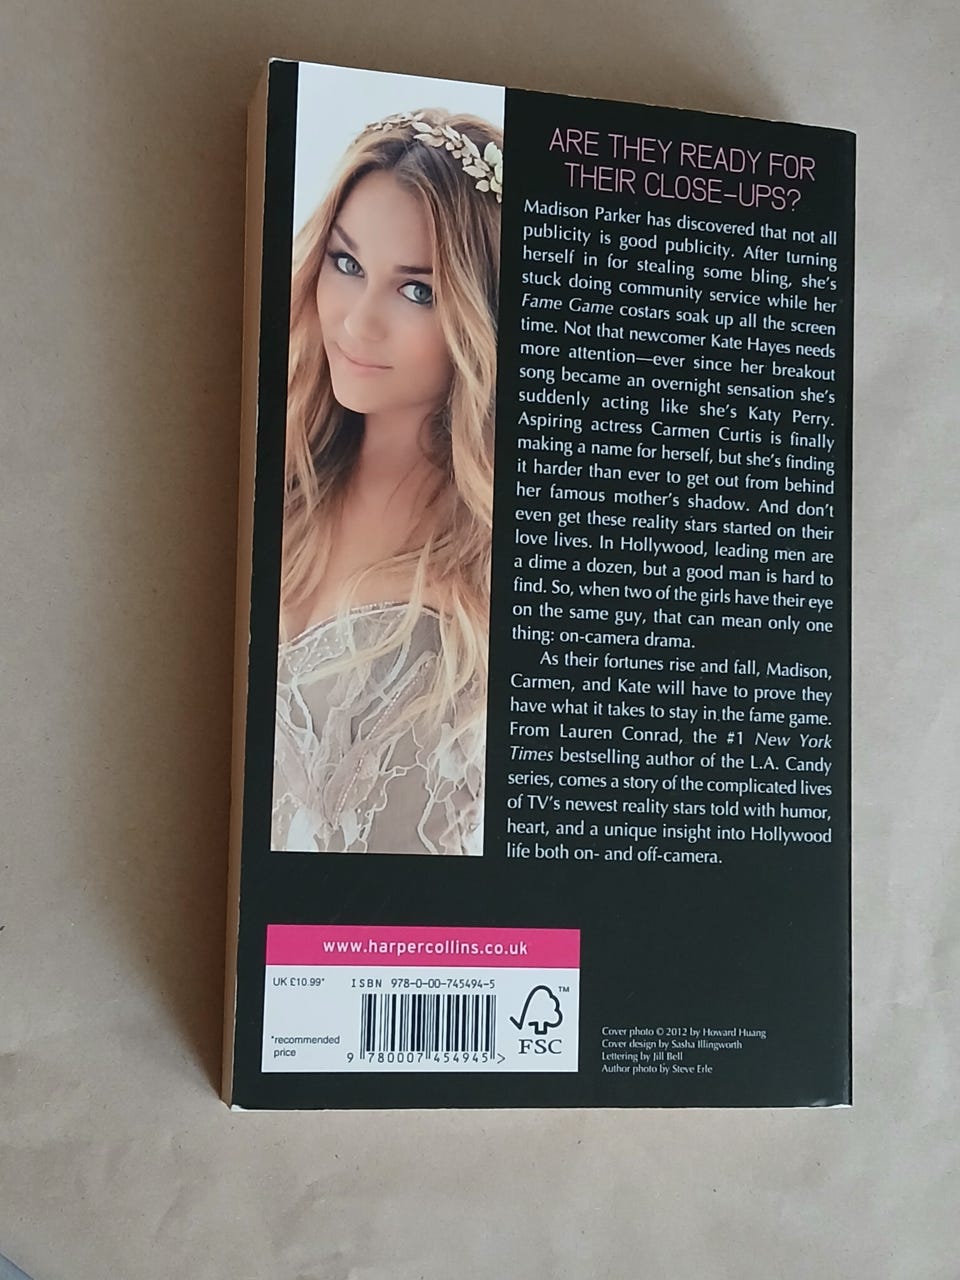 ARE THEY READY FOR
THEIR CLOSE-UPS?
Madison Parker has discovered that not all
publicity is good publicity. After turning
herself in for stealing some bling, she's
stuck doing community service while her
Fame Game costars soak up all the screen
time. Not that newcomer Kate Hayes needs
more attention—ever since her breakout
song became an overnight sensation she's
suddenly acting like she's Katy Perry.
Aspiring actress Carmen Curtis is finally
making a name for herself, but she's finding
it harder than ever to get out from behind
her famous mother's shadow. And don't
even get these reality stars started on their
love lives. In Hollywood, leading men are
a dime a dozen, but a good man is hard to
find. So, when two of the girls have their eye
on the same guy, that can mean only one
thing: on-camera drama.
As their fortunes rise and fall, Madison,
Carmen, and Kate will have to prove they
have what it takes to stay in the fame game.
From Lauren Conrad, the #1 New York
Times bestselling author of the L.A. Candy
series, comes a story of the complicated lives
of TV's newest reality stars told with humor,
heart, and a unique insight into Hollywood
life both on- and off-camera.
www.harpercollins.co.uk
UK £10.99*
ISBN 978-0-00-745494-5
*recommended
price
9 780007 454945 >
TM
FSC
Cover photo © 2012 by Howard Huang
Cover design by Sasha Illingworth
Lettering by Jill Bell
Author photo by Steve Erle